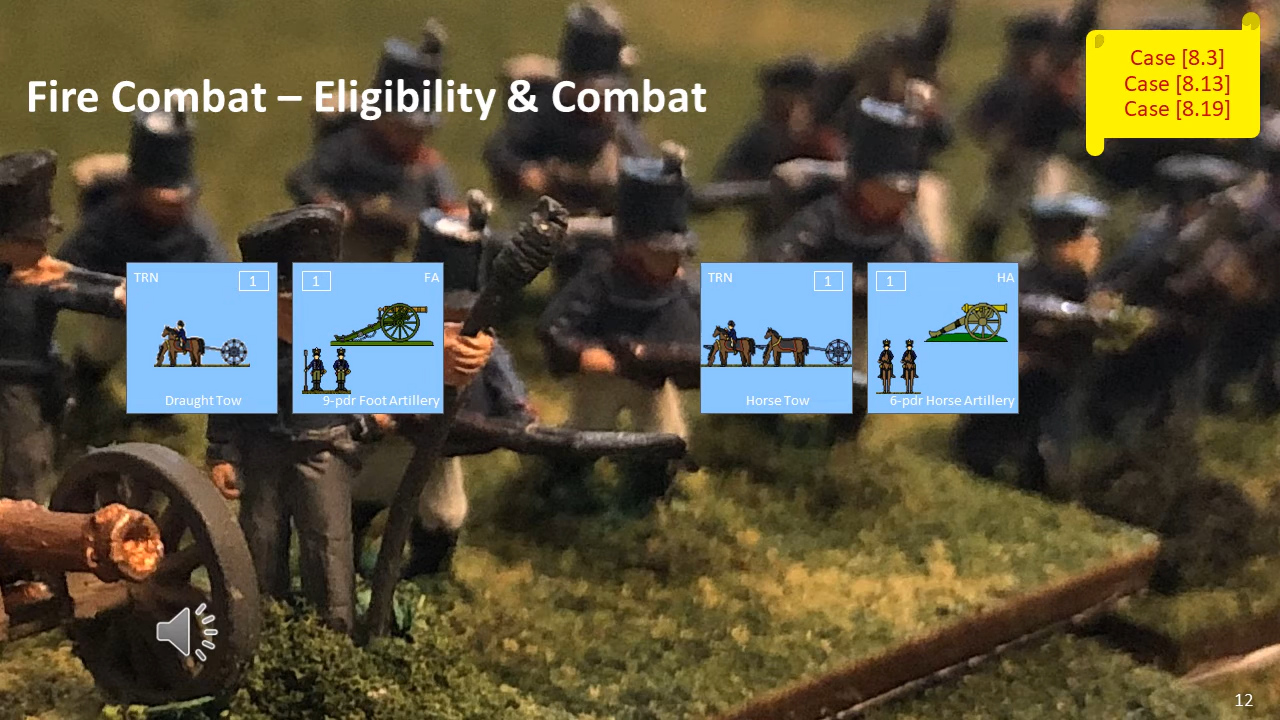 Fire Combat – Eligibility & Combat
Case [8.3]
Case [8.13]
Case [8.19]
TRN 1
Draught Tow
1 FA
9-pdr Foot Artillery
TRN 1
Horse Tow
1 HA
6-pdr Horse Artillery
12